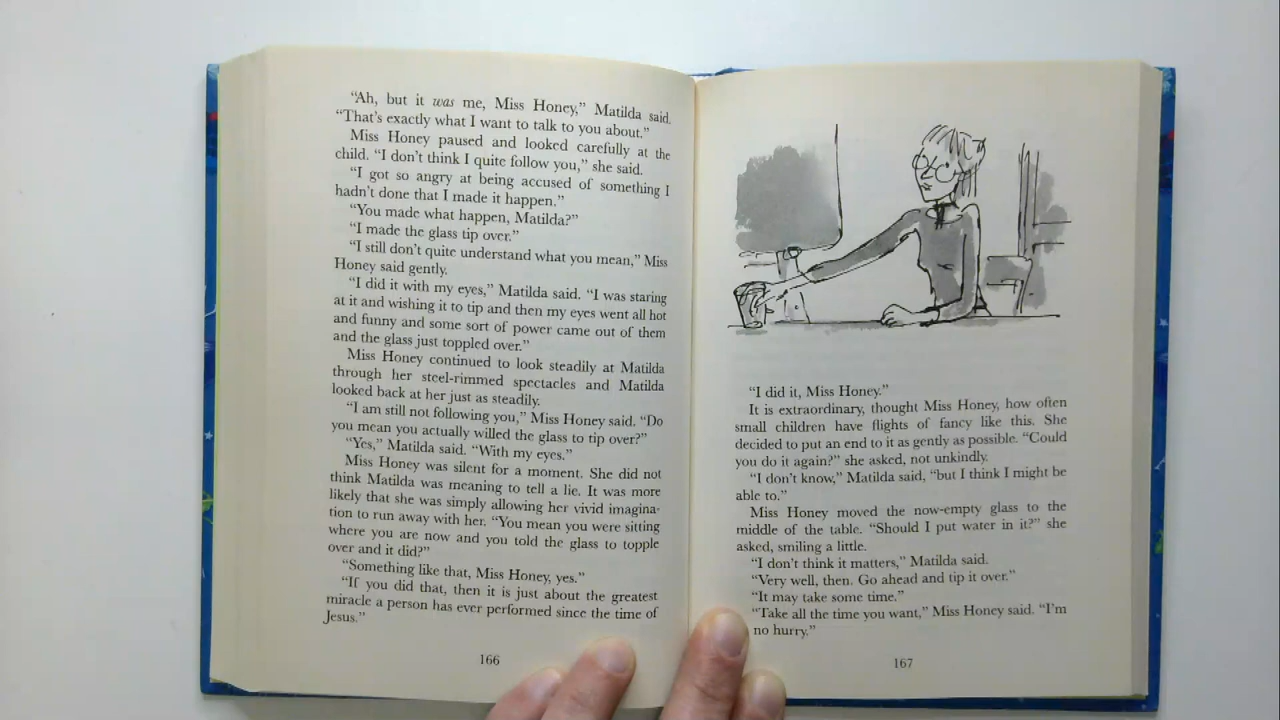 “Ah, but it was me, Miss Honey,” Matilda said.
“That’s exactly what I want to talk to you about.”
Miss Honey paused and looked carefully at the
child. “I don’t think I quite follow you,” she said.
“I got so angry at being accused of something I
hadn’t done that I made it happen.”
“You made what happen, Matilda?”
“I made the glass tip over.”
“I still don’t quite understand what you mean,” Miss
Honey said gently.
“I did it with my eyes,” Matilda said. “I was staring
at it and wishing it to tip and then my eyes went all hot
and funny and some sort of power came out of them
and the glass just toppled over.”
Miss Honey continued to look steadily at Matilda
through her steel-rimmed spectacles and Matilda
looked back at her just as steadily.
“I am still not following you,” Miss Honey said. “Do
you mean you actually willed the glass to tip over?”
“Yes,” Matilda said. “With my eyes.”
Miss Honey was silent for a moment. She did not
think Matilda was meaning to tell a lie. It was more
likely that she was simply allowing her vivid imagina-
tion to run away with her. “You mean you were sitting
where you are now and you told the glass to topple
over and it did?”
“Something like that, Miss Honey, yes.”
“If you did that, then it is just about the greatest
miracle a person has ever performed since the time of
Jesus.”
166
“I did it, Miss Honey.”
It is extraordinary, thought Miss Honey, how often
small children have flights of fancy like this. She
decided to put an end to it as gently as possible. “Could
you do it again?” she asked, not unkindly.
“I don’t know,” Matilda said, “but I think I might be
able to.”
Miss Honey moved the now-empty glass to the
middle of the table. “Should I put water in it?” she
asked, smiling a little.
“I don’t think it matters,” Matilda said.
“Very well, then. Go ahead and tip it over.”
“It may take some time.”
“Take all the time you want,” Miss Honey said. “I’m
no hurry.”
167